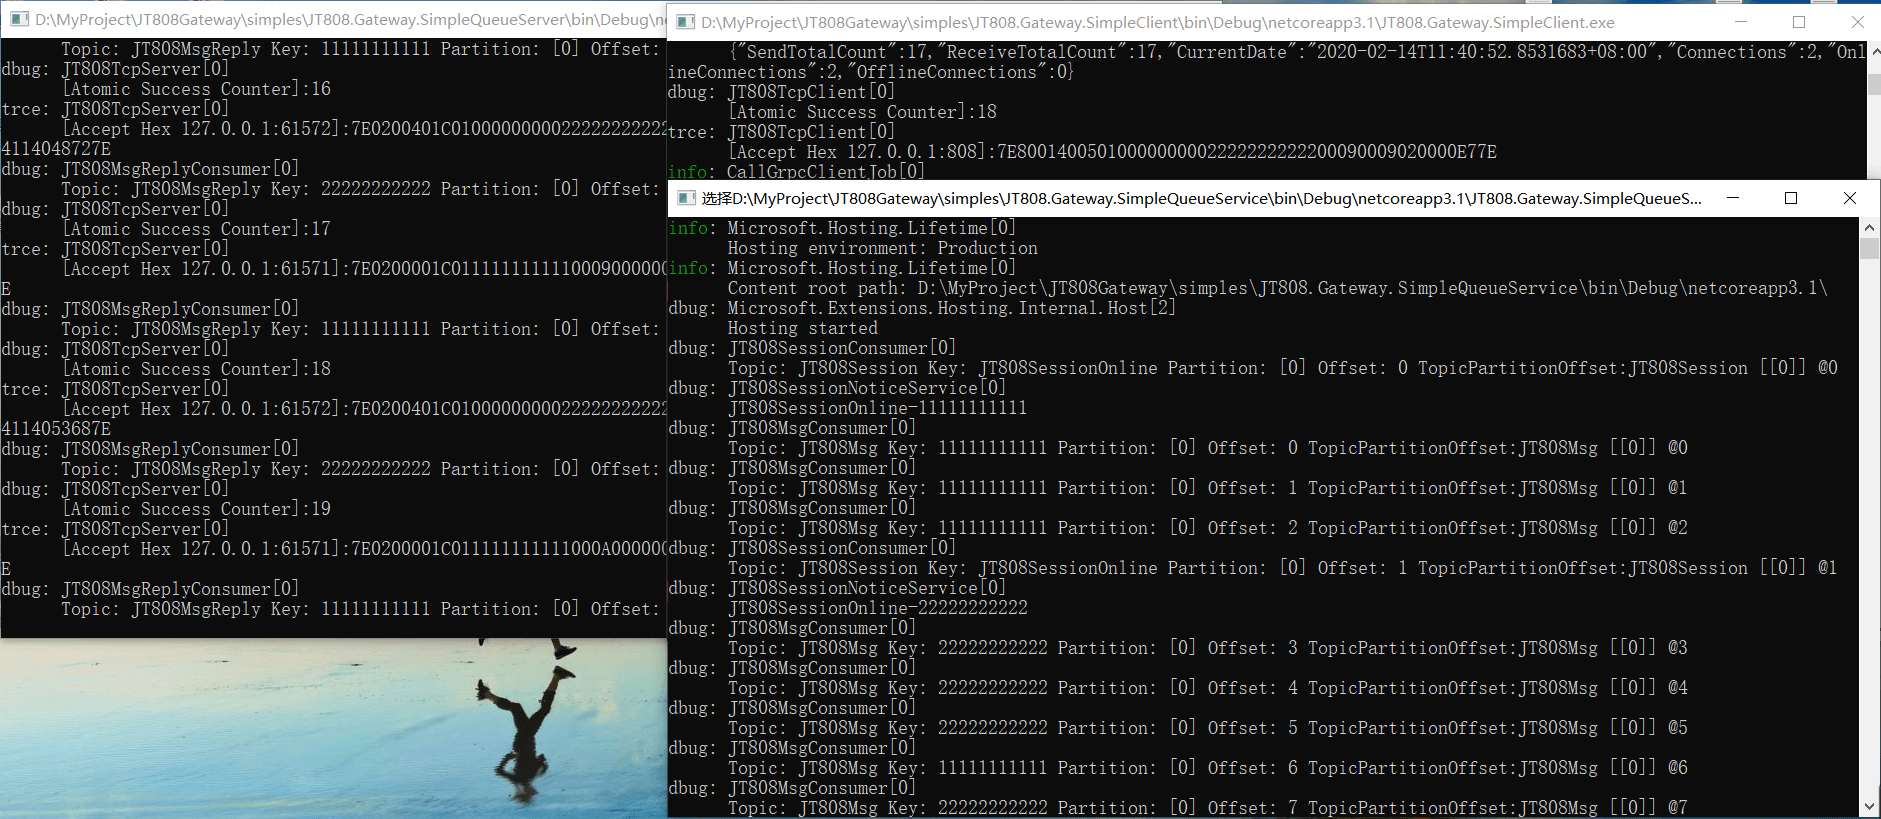 D:\MyProject\JT808Gateway\simples\JT808.Gateway.SimpleQueueServer\bin\Debug\ne
Topic: JT808MsgReply Key: 11111111111 Partition: [0] Offset:
dbug: JT808TcpServer[0]
[Atomic Success Counter]:16
trce: JT808TcpServer[0]
[Accept Hex 127.0.0.1:61572]:7E0200401C01000000000222222222222
4114048727E
dbug: JT808MsgReplyConsumer[0]
Topic: JT808MsgReply Key: 22222222222 Partition: [0] Offset:
dbug: JT808TcpServer[0]
[Atomic Success Counter]:17
trce: JT808TcpServer[0]
[Accept Hex 127.0.0.1:61571]:7E0200001C011111111111000900000
E
dbug: JT808MsgReplyConsumer[0]
Topic: JT808MsgReply Key: 11111111111 Partition: [0] Offset:
dbug: JT808TcpServer[0]
[Atomic Success Counter]:18
trce: JT808TcpServer[0]
[Accept Hex 127.0.0.1:61572]:7E0200401C01000000000222222222222
4114053687E
dbug: JT808MsgReplyConsumer[0]
Topic: JT808MsgReply Key: 22222222222 Partition: [0] Offset:
dbug: JT808TcpServer[0]
[Atomic Success Counter]:19
trce: JT808TcpServer[0]
[Accept Hex 127.0.0.1:61571]:7E0200001C011111111111000A00000
E
dbug: JT808MsgReplyConsumer[0]
Topic: JT808MsgReply Key: 11111111111 Partition: [0] Offset:
D:\MyProject\JT808Gateway\simples\JT808.Gateway.SimpleClient\bin\Debug\netcoreapp3.1\JT808.Gateway.SimpleClient.exe
{"SendTotalCount":17,"ReceiveTotalCount":17,"CurrentDate":"2020-02-14T11:40:52.8531683+08:00","Connections":2,"Onl
ineConnections":2,"OfflineConnections":0}
dbug: JT808TcpClient[0]
[Atomic Success Counter]:18
trce: JT808TcpClient[0]
[Accept Hex 127.0.0.1:808]:7E8001400501000000000222222222220009000902000​0E77E
info: CallGrpcClientJob[0]
选择D:\MyProject\JT808Gateway\simples\JT808.Gateway.SimpleQueueService\bin\Debug\netcoreapp3.1\JT808.Gateway.SimpleQueueS...
info: Microsoft.Hosting.Lifetime[0]
Hosting environment: Production
info: Microsoft.Hosting.Lifetime[0]
Content root path: D:\MyProject\JT808Gateway\simples\JT808.Gateway.SimpleQueueService\bin\Debug\netcoreapp3.1\
dbug: Microsoft.Extensions.Hosting.Internal.Host[2]
Hosting started
dbug: JT808SessionConsumer[0]
Topic: JT808Session Key: JT808SessionOnline Partition: [0] Offset: 0 TopicPartitionOffset:JT808Session [[0]] @0
dbug: JT808SessionNoticeService[0]
JT808SessionOnline-11111111111
dbug: JT808MsgConsumer[0]
Topic: JT808Msg Key: 11111111111 Partition: [0] Offset: 0 TopicPartitionOffset:JT808Msg [[0]] @0
dbug: JT808MsgConsumer[0]
Topic: JT808Msg Key: 11111111111 Partition: [0] Offset: 1 TopicPartitionOffset:JT808Msg [[0]] @1
dbug: JT808MsgConsumer[0]
Topic: JT808Msg Key: 11111111111 Partition: [0] Offset: 2 TopicPartitionOffset:JT808Msg [[0]] @2
dbug: JT808SessionConsumer[0]
Topic: JT808Session Key: JT808SessionOnline Partition: [0] Offset: 1 TopicPartitionOffset:JT808Session [[0]] @1
dbug: JT808SessionNoticeService[0]
JT808SessionOnline-22222222222
dbug: JT808MsgConsumer[0]
Topic: JT808Msg Key: 22222222222 Partition: [0] Offset: 3 TopicPartitionOffset:JT808Msg [[0]] @3
dbug: JT808MsgConsumer[0]
Topic: JT808Msg Key: 22222222222 Partition: [0] Offset: 4 TopicPartitionOffset:JT808Msg [[0]] @4
dbug: JT808MsgConsumer[0]
Topic: JT808Msg Key: 22222222222 Partition: [0] Offset: 5 TopicPartitionOffset:JT808Msg [[0]] @5
dbug: JT808MsgConsumer[0]
Topic: JT808Msg Key: 11111111111 Partition: [0] Offset: 6 TopicPartitionOffset:JT808Msg [[0]] @6
dbug: JT808MsgConsumer[0]
Topic: JT808Msg Key: 22222222222 Partition: [0] Offset: 7 TopicPartitionOffset:JT808Msg [[0]] @7